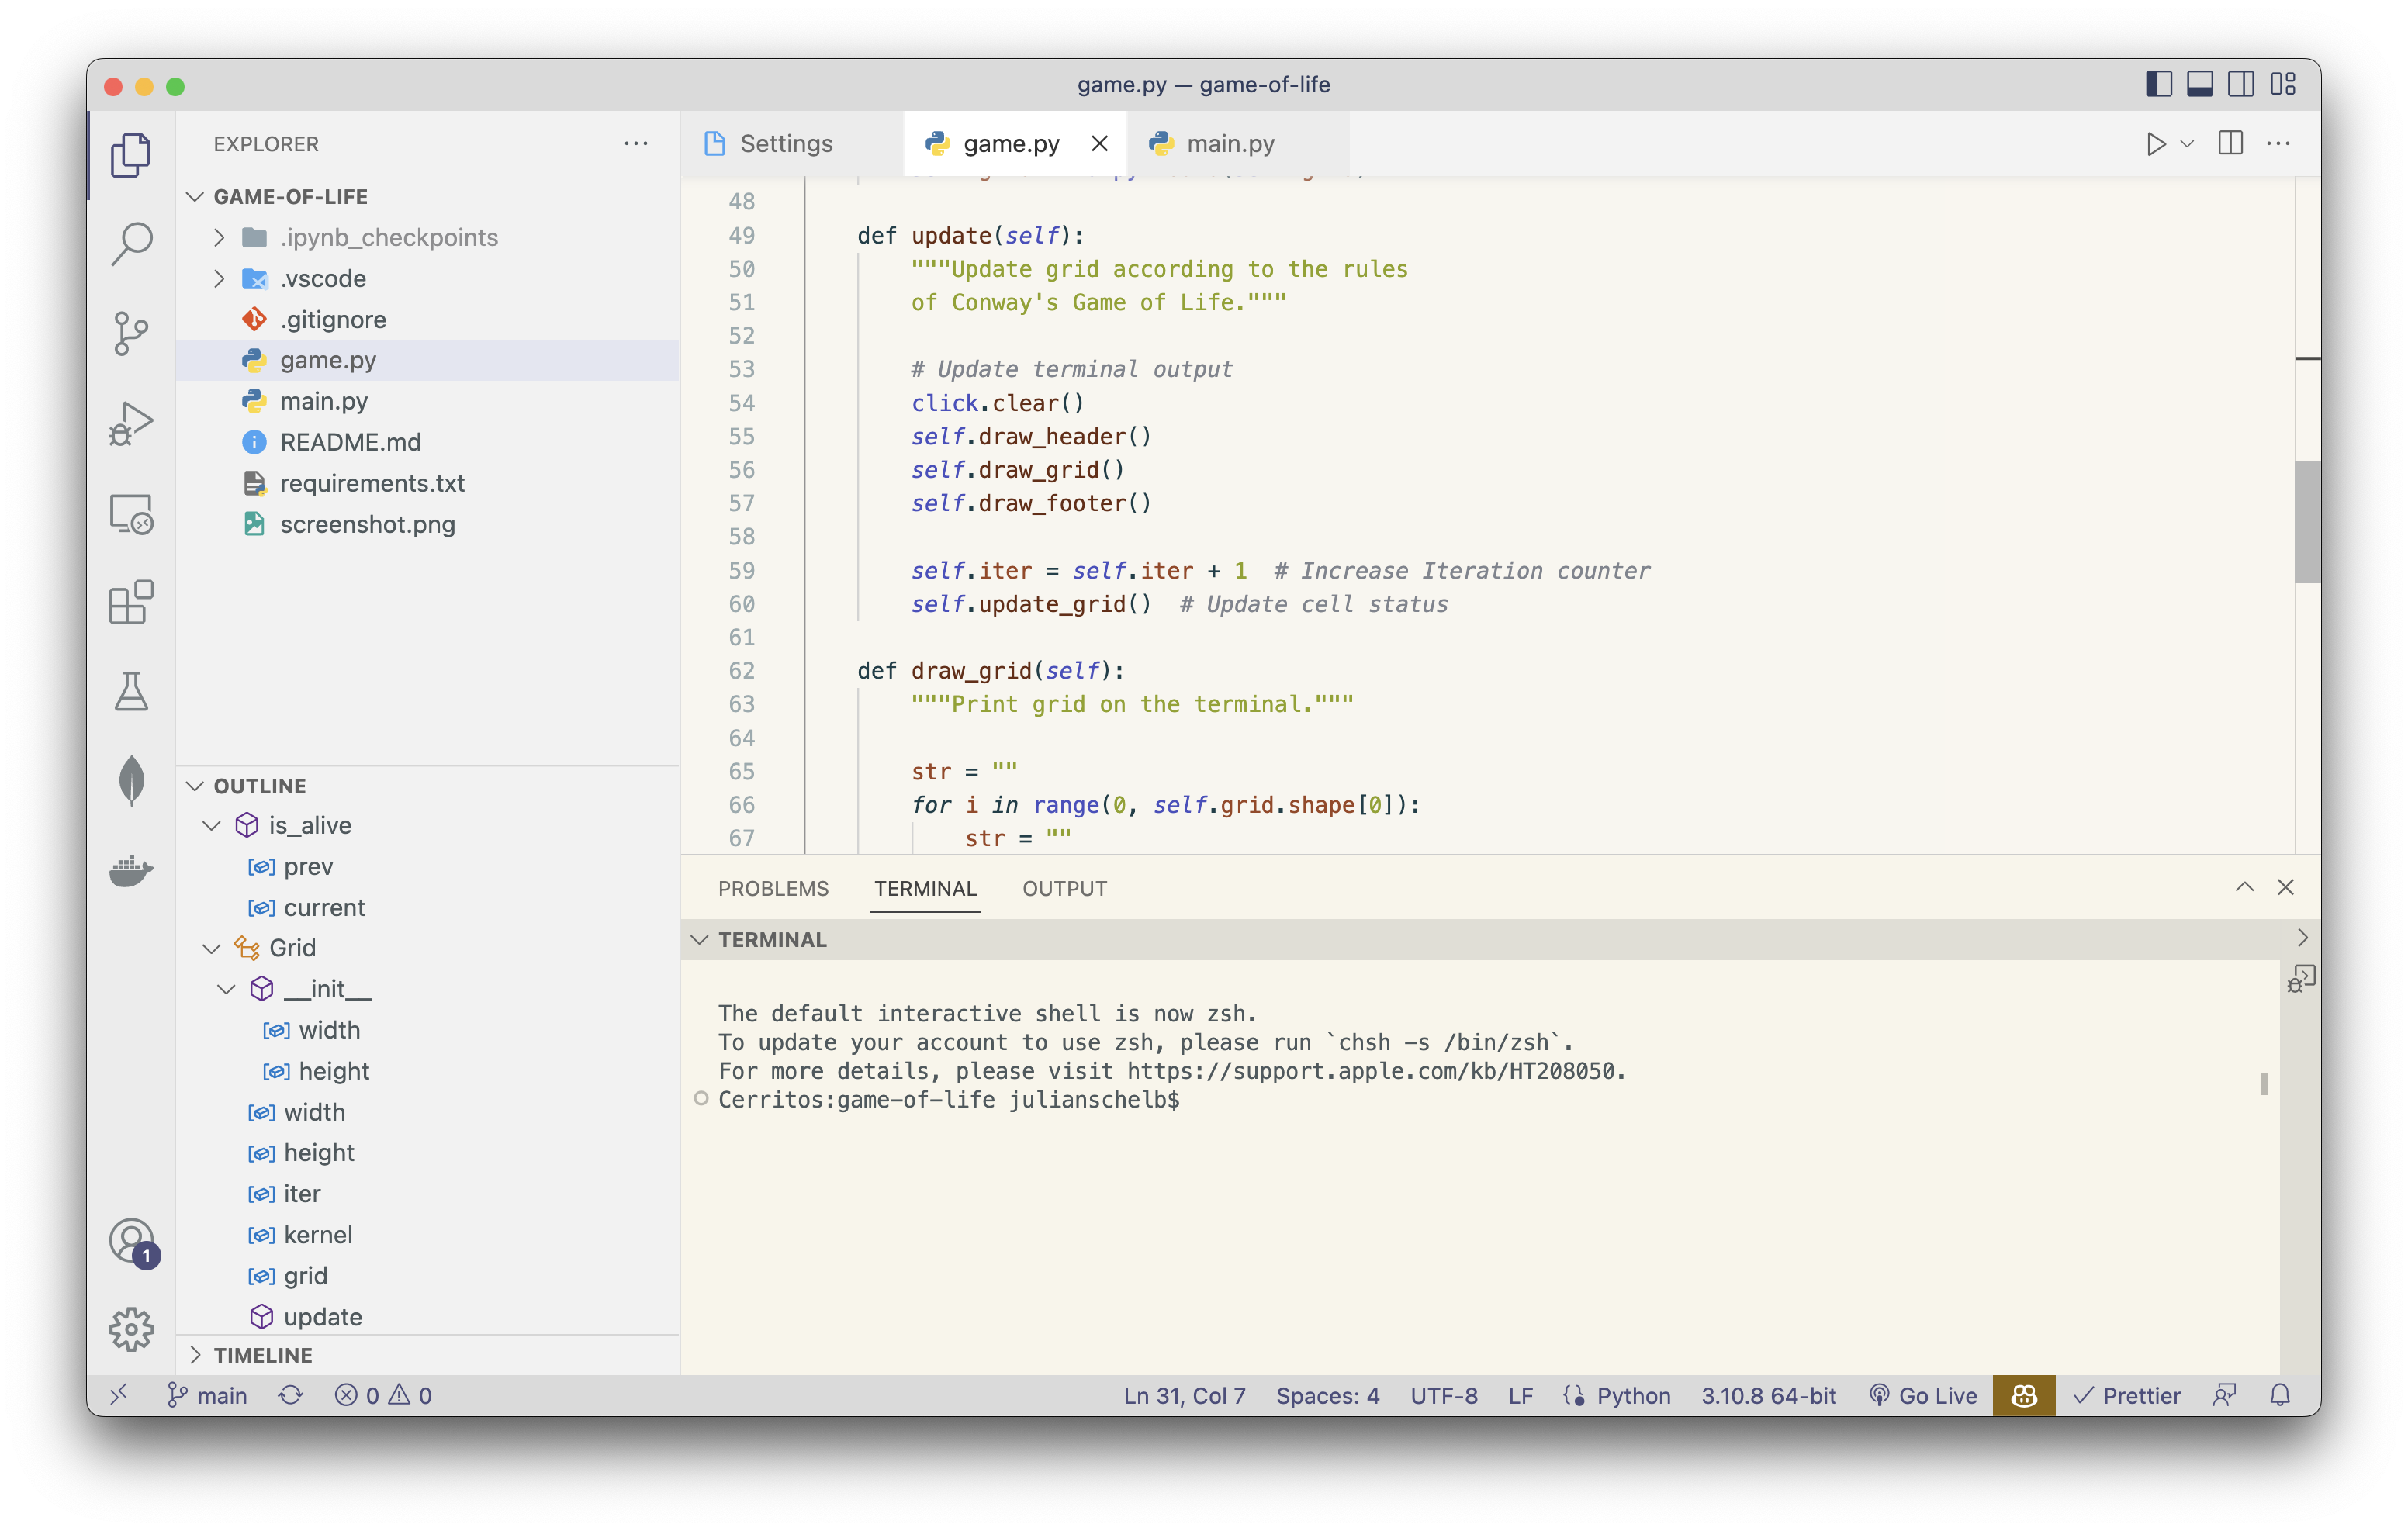 game.py — game-of-life
EXPLORER
GAME-OF-LIFE
.ipynb_checkpoints
.vscode
.gitignore
game.py
main.py
README.md
requirements.txt
screenshot.png
OUTLINE
is_alive
prev
current
Grid
__init__
width
height
width
height
iter
kernel
grid
update
TIMELINE
1
Settings
game.py
main.py
48
49 def update(self):
50 """Update grid according to the rules
51 of Conway's Game of Life."""
52
53 # Update terminal output
54 click.clear()
55 self.draw_header()
56 self.draw_grid()
57 self.draw_footer()
58
59 self.iter = self.iter + 1  # Increase Iteration counter
60 self.update_grid()  # Update cell status
61
62 def draw_grid(self):
63 """Print grid on the terminal."""
64
65 str = ""
66 for i in range(0, self.grid.shape[0]):
67 str = ""
PROBLEMS TERMINAL OUTPUT
TERMINAL
The default interactive shell is now zsh.
To update your account to use zsh, please run `chsh -s /bin/zsh`.
For more details, please visit https://support.apple.com/kb/HT208050.
Cerritos:game-of-life julianschelb$
main 0 0 Ln 31, Col 7 Spaces: 4 UTF-8 LF Python 3.10.8 64-bit Go Live Prettier